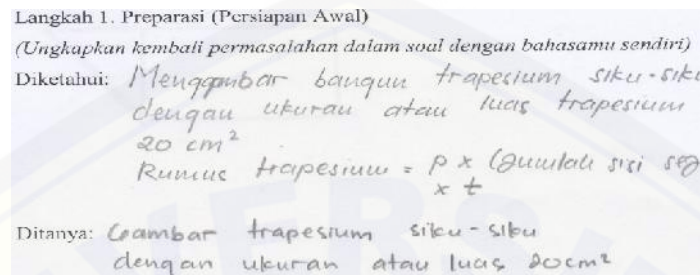 Langkah 1. Preparasi (Persiapan Awal)
(Ungkapkan kembali permasalahan dalam soal dengan bahasamu sendiri)
Diketahui: Menggambar bangun trapesium siku-siku
dengan ukuran atau luas trapesium
20 cm²
Rumus trapesium = p x (Jumlah sisi
x t
Ditanya: Gambar trapesium siku-siku
dengan ukuran atau luas 20cm²